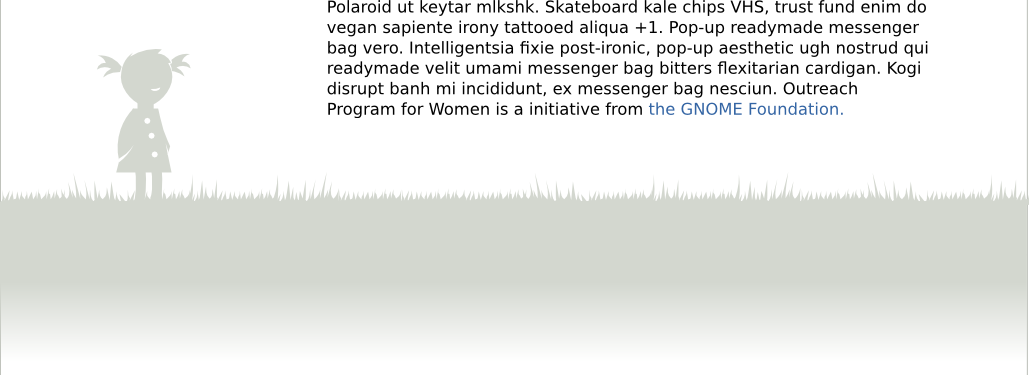 Polaroid ut keytar mlkshk. Skateboard kale chips VHS, trust fund enim do
vegan sapiente irony tattooed aliqua +1. Pop-up readymade messenger
bag vero. Intelligentsia fixie post-ironic, pop-up aesthetic ugh nostrud qui
readymade velit umami messenger bag bitters flexitarian cardigan. Kogi
disrupt banh mi incididunt, ex messenger bag nesciun. Outreach
Program for Women is a initiative from the GNOME Foundation.